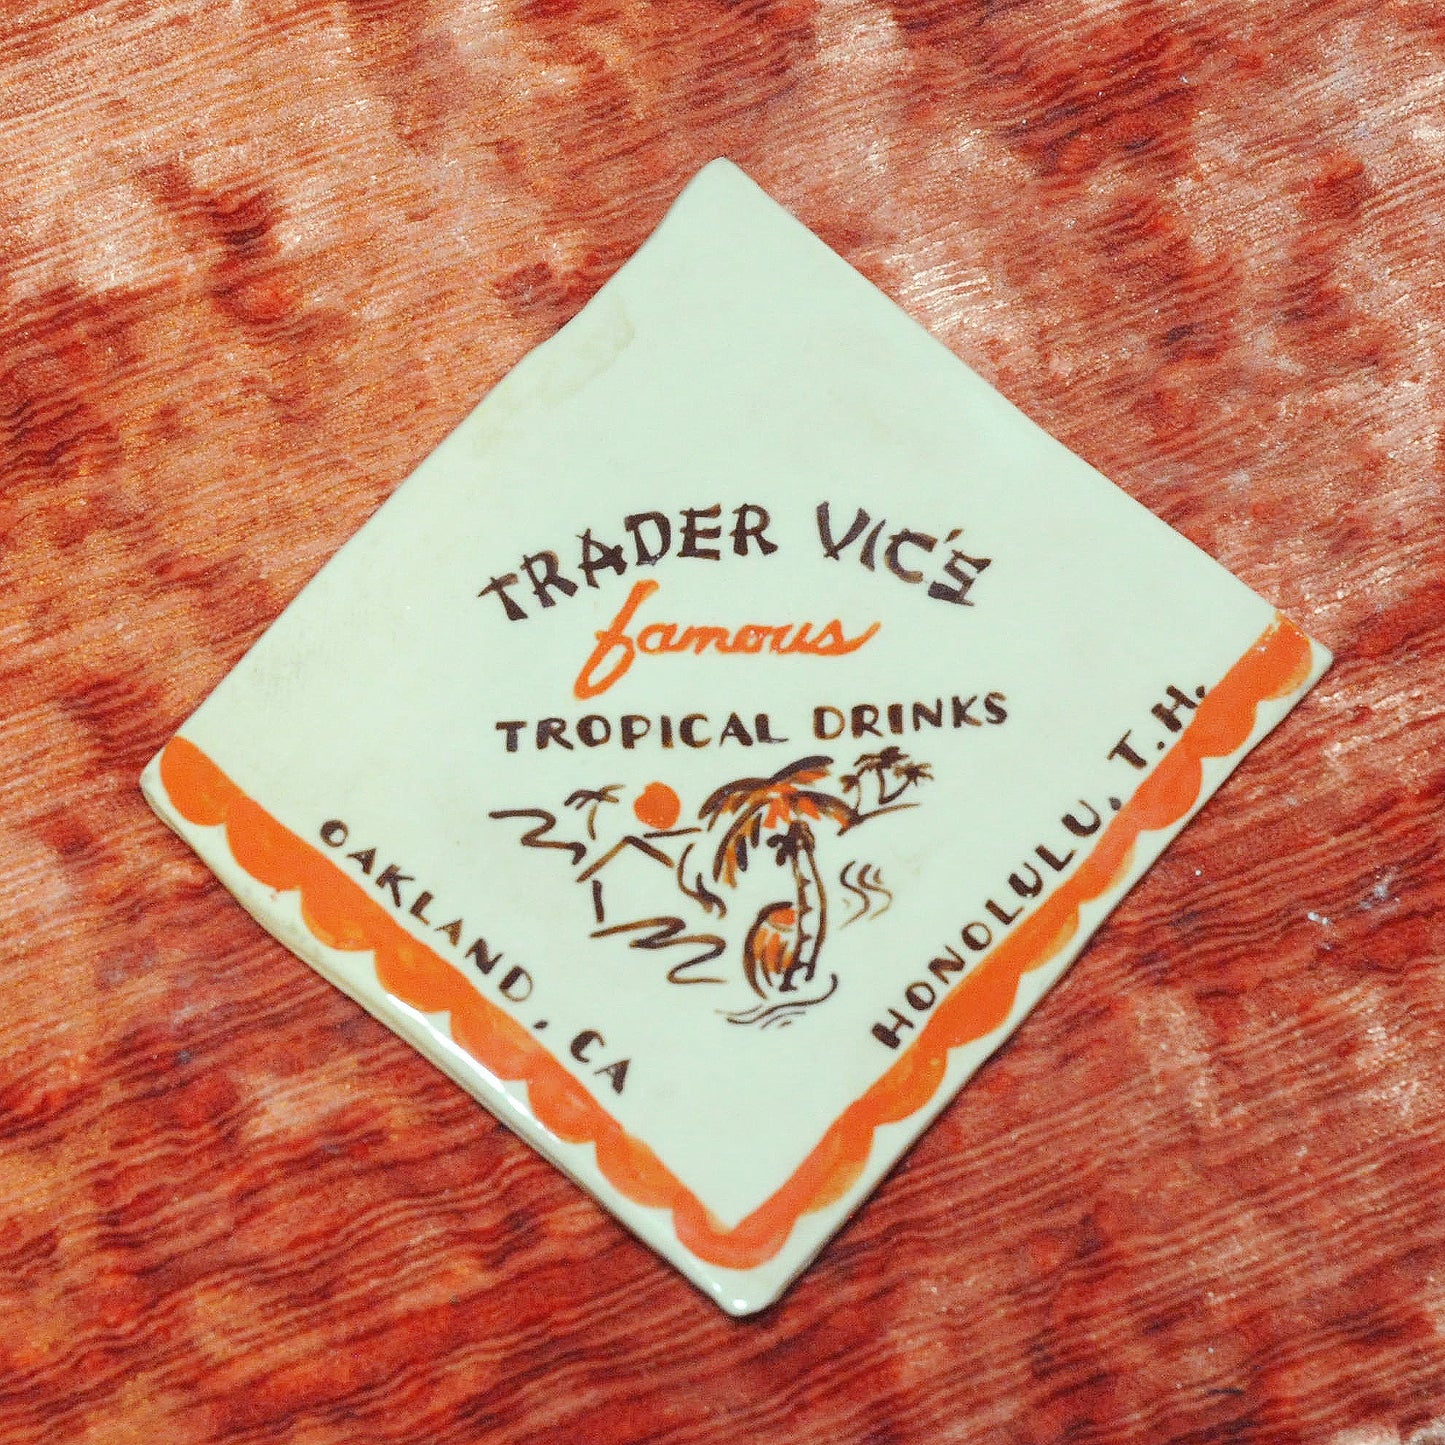 TRADER VIC'S
famous
TROPICAL DRINKS
OAKLAND, CA
HONOLULU, T.H.